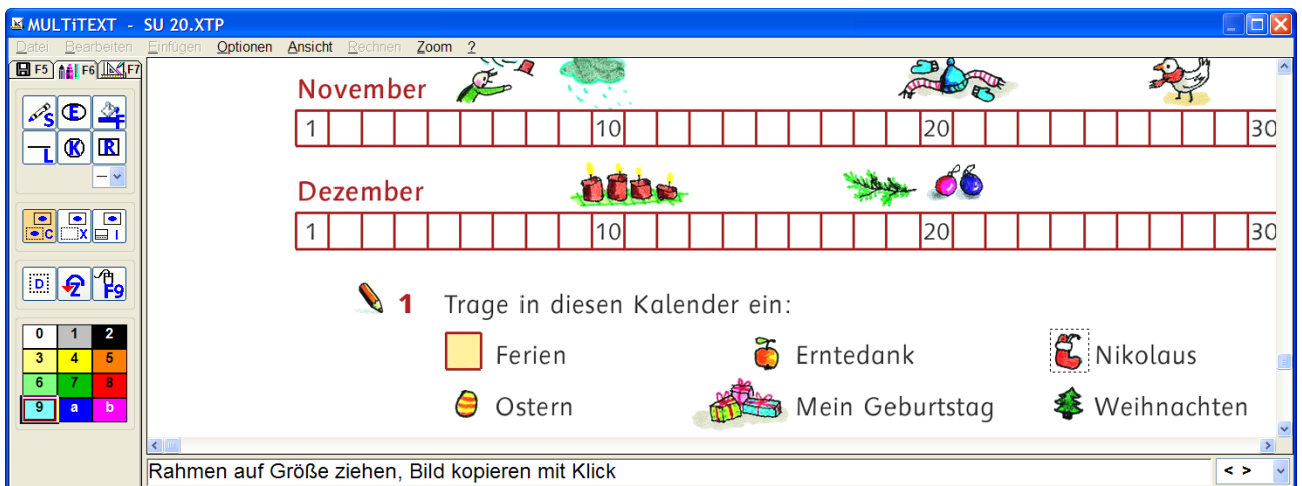 MULTiTEXT - SU 20.XTP
Datei Bearbeiten Einfügen Optionen Ansicht Rechnen Zoom ?
F5 F6 F7
November
1 10 20 30
S E F
L K R
Dezember
1 10 20 30
C X I
D Z F9
1 Trage in diesen Kalender ein:
0 1 2
3 4 5
6 7 8
9 a b
Ferien Erntedank Nikolaus
Ostern Mein Geburtstag Weihnachten
Rahmen auf Größe ziehen, Bild kopieren mit Klick
< >